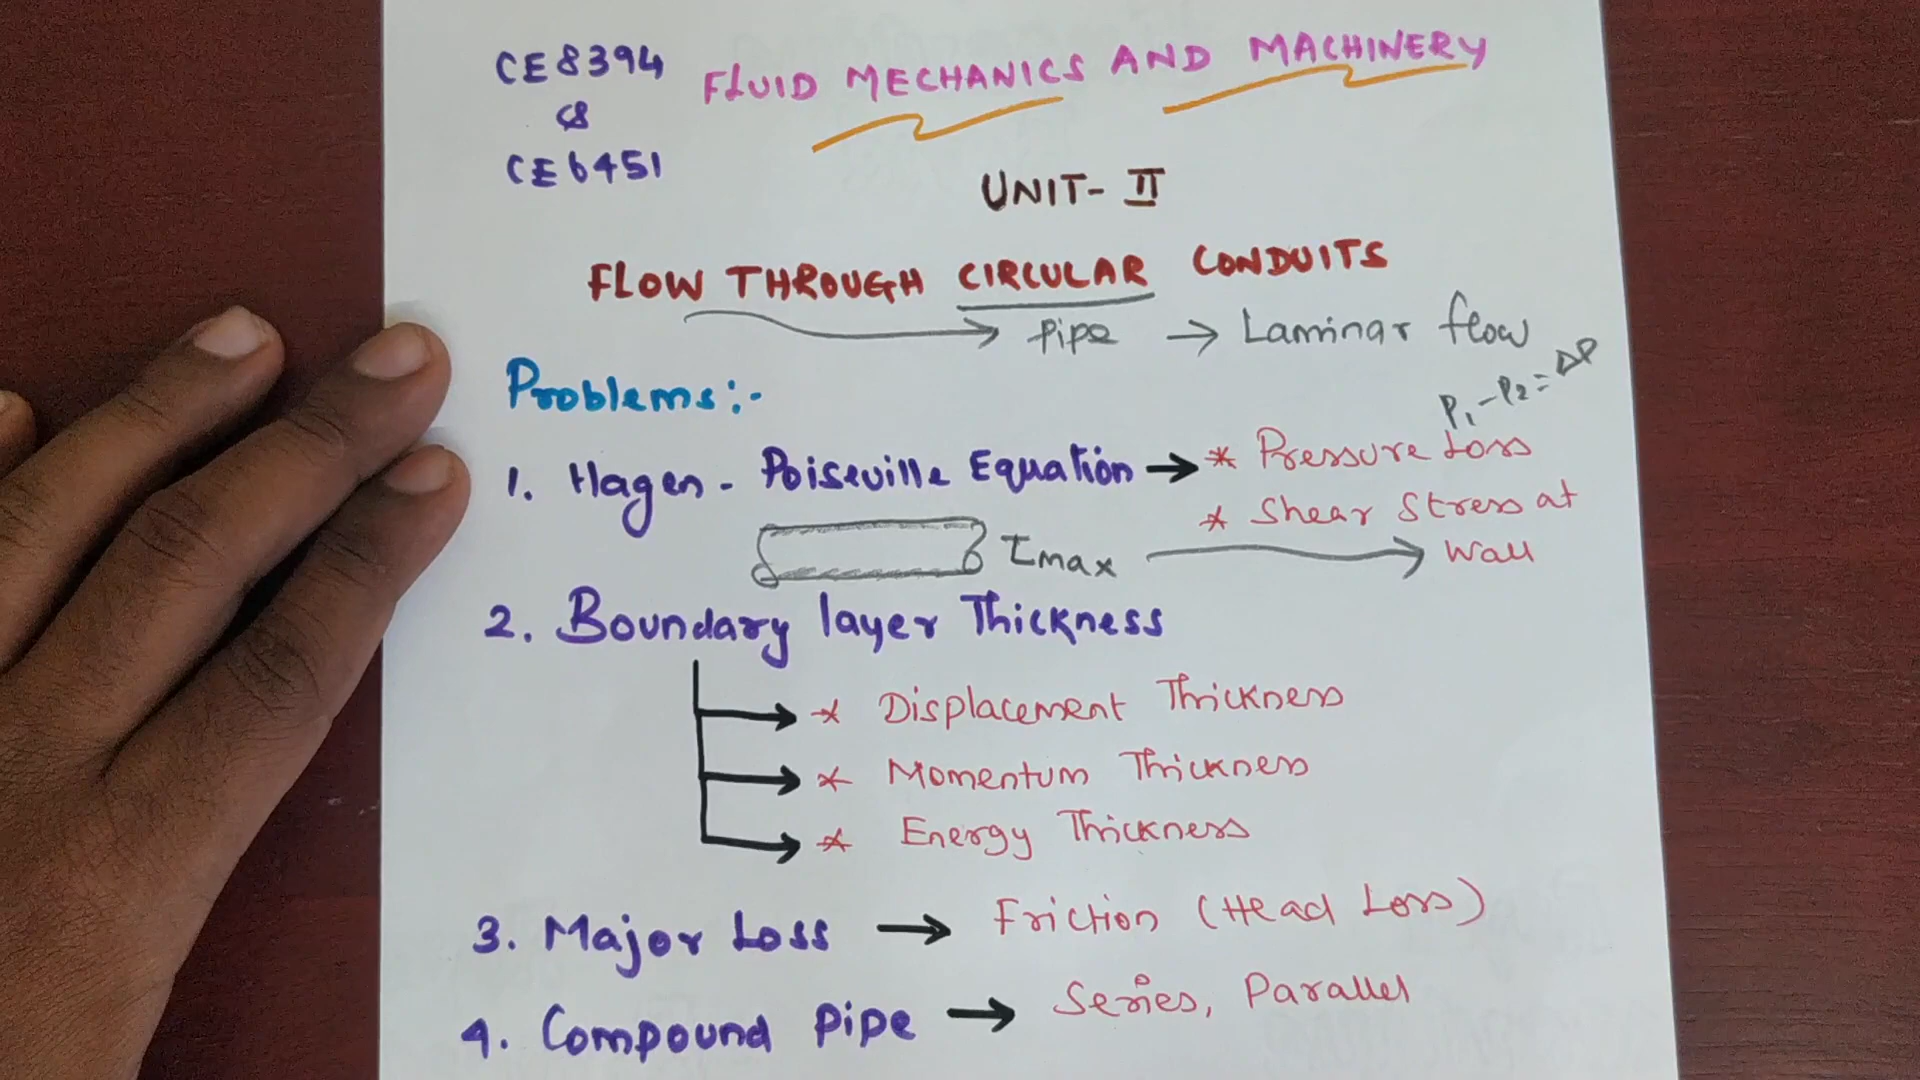 CE8394
&
CE6451
FLUID MECHANICS AND MACHINERY
UNIT- II
FLOW THROUGH CIRCULAR CONDUITS
→ Pipe → Laminar flow
Problems:-
P₁-P₂=ΔP
1. Hagen - Poiseuille Equation → * Pressure Loss
* Shear Stress at
τmax → Wall
2. Boundary layer Thickness
→ * Displacement Thickness
→ * Momentum Thickness
→ * Energy Thickness
3. Major Loss → Friction (Head Loss)
4. Compound Pipe → Series, Parallel